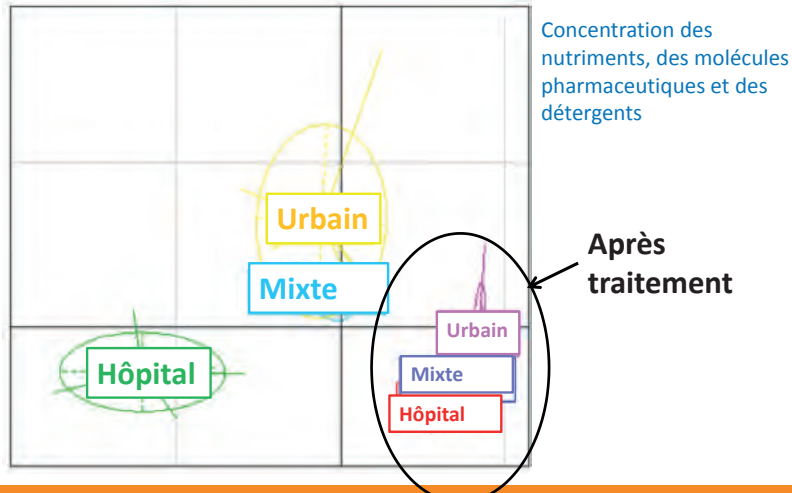 Concentration des
nutriments, des molécules
pharmaceutiques et des
détergents
Urbain
Mixte
Hôpital
Après
traitement
Urbain
Mixte
Hôpital